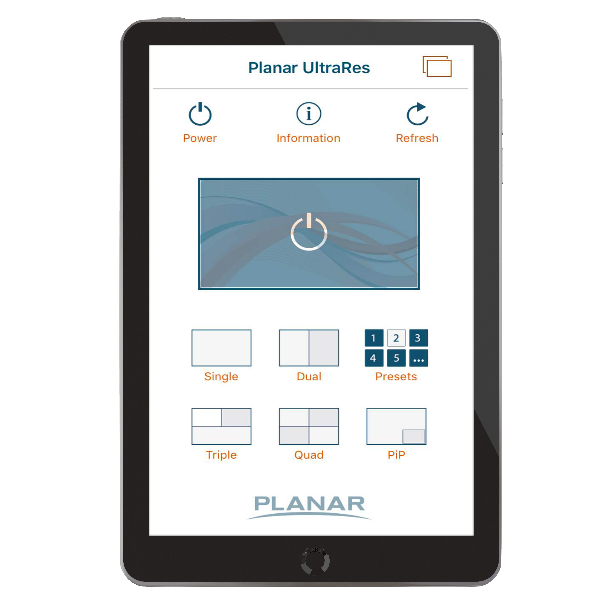 Planar UltraRes
Power
Information
Refresh
1 2 3
4 5 ...
Single
Dual
Presets
Triple
Quad
PiP
PLANAR